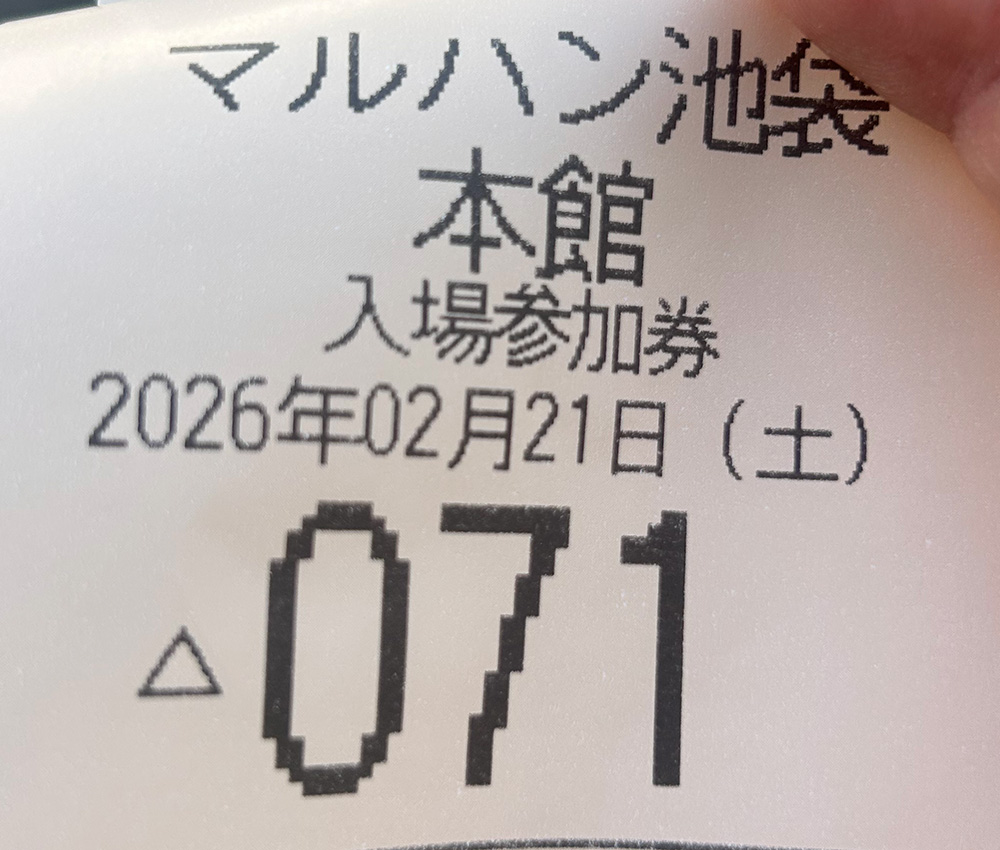 マルハン池袋
本館
入場参加券
2026年02月21日（土）
△071